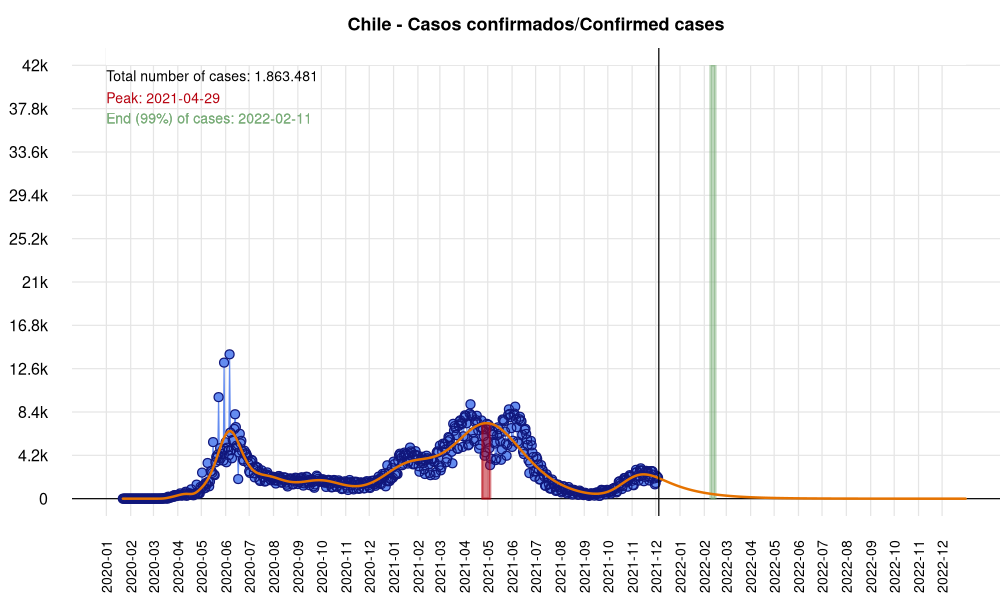 Chile - Casos confirmados/Confirmed cases
Total number of cases: 1.863.481
Peak: 2021-04-29
End (99%) of cases: 2022-02-11
42k
37.8k
33.6k
29.4k
25.2k
21k
16.8k
12.6k
8.4k
4.2k
0
2020-01
2020-02
2020-03
2020-04
2020-05
2020-06
2020-07
2020-08
2020-09
2020-10
2020-11
2020-12
2021-01
2021-02
2021-03
2021-04
2021-05
2021-06
2021-07
2021-08
2021-09
2021-10
2021-11
2021-12
2022-01
2022-02
2022-03
2022-04
2022-05
2022-06
2022-07
2022-08
2022-09
2022-10
2022-11
2022-12